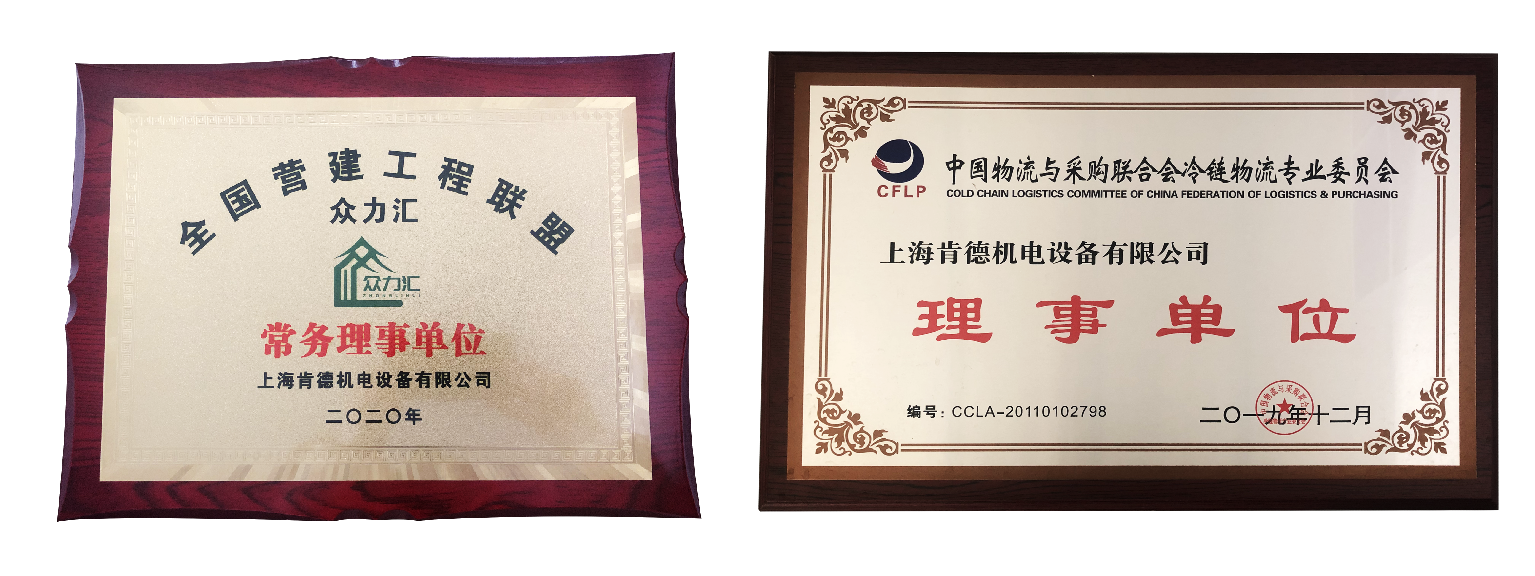 全国营建工程联盟
众力汇
众力汇
ZHONGLIHUI
常务理事单位
上海肯德机电设备有限公司
二〇二〇年
CFLP
中国物流与采购联合会冷链物流专业委员会
COLD CHAIN LOGISTICS COMMITTEE OF CHINA FEDERATION OF LOGISTICS & PURCHASING
上海肯德机电设备有限公司
理事单位
编号：CCLA-20110102798
二〇一九年十二月